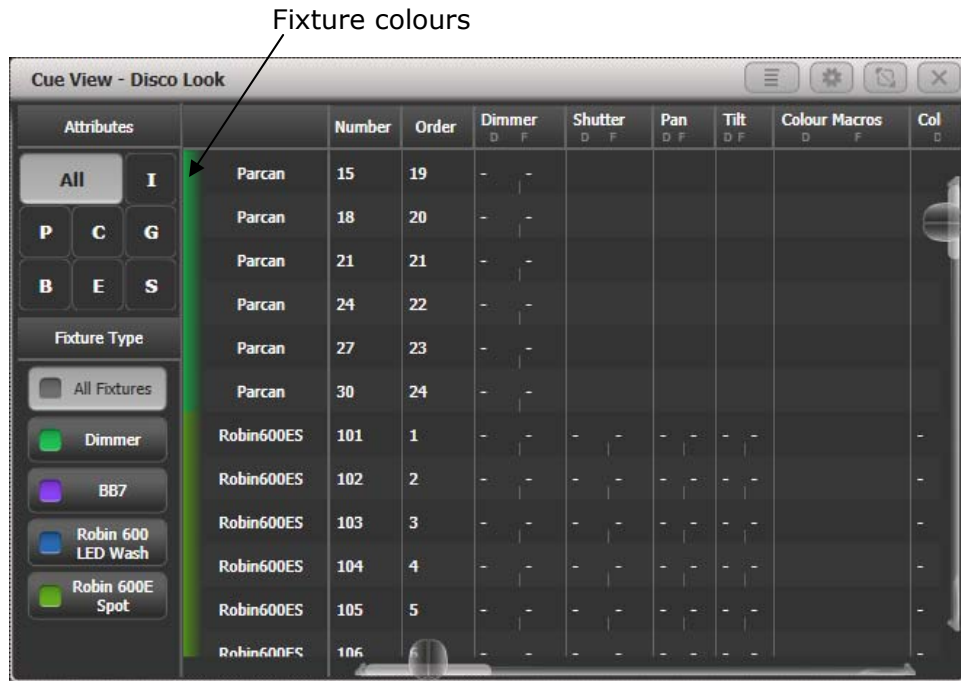 Fixture colours
Cue View - Disco Look
Attributes Number Order Dimmer Shutter Pan Tilt Colour Macros Col
D F D F D F D F D F D
All I
P C G
B E S
Fixture Type
All Fixtures
Dimmer
BB7
Robin 600
LED Wash
Robin 600E
Spot
Parcan 15 19 - -
Parcan 18 20 - -
Parcan 21 21 - -
Parcan 24 22 - -
Parcan 27 23 - -
Parcan 30 24 - -
Robin600ES 101 1 - - - - - - - - -
Robin600ES 102 2 - - - - - - - - -
Robin600ES 103 3 - - - - - - - - -
Robin600ES 104 4 - - - - - - - - -
Robin600ES 105 5 - - - - - - - - -
Robin600ES 106 6 - - - - - - - - -